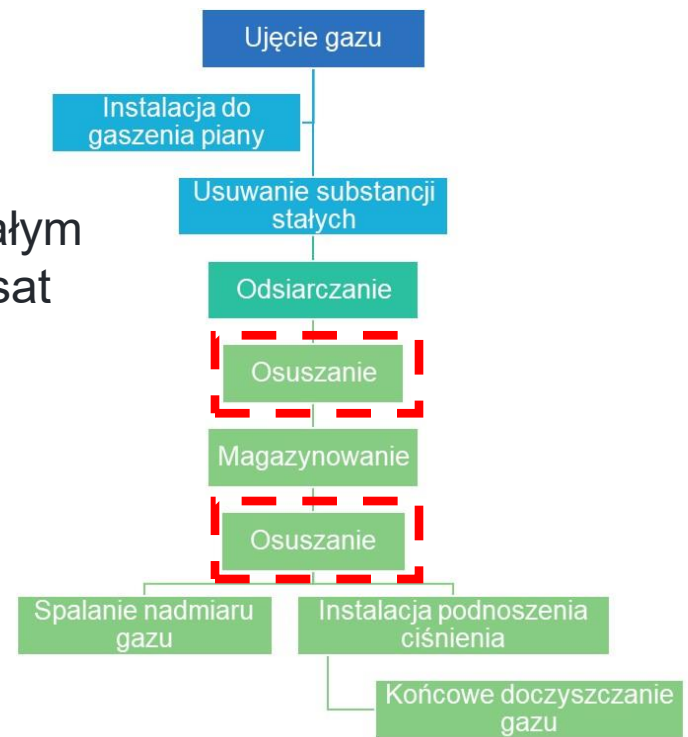 Ujęcie gazu
Instalacja do
gaszenia piany
Usuwanie substancji
stałych
Odsiarczanie
Osuszanie
Magazynowanie
Osuszanie
Spalanie nadmiaru
gazu
Instalacja podnoszenia
ciśnienia
Końcowe doczyszczanie
gazu